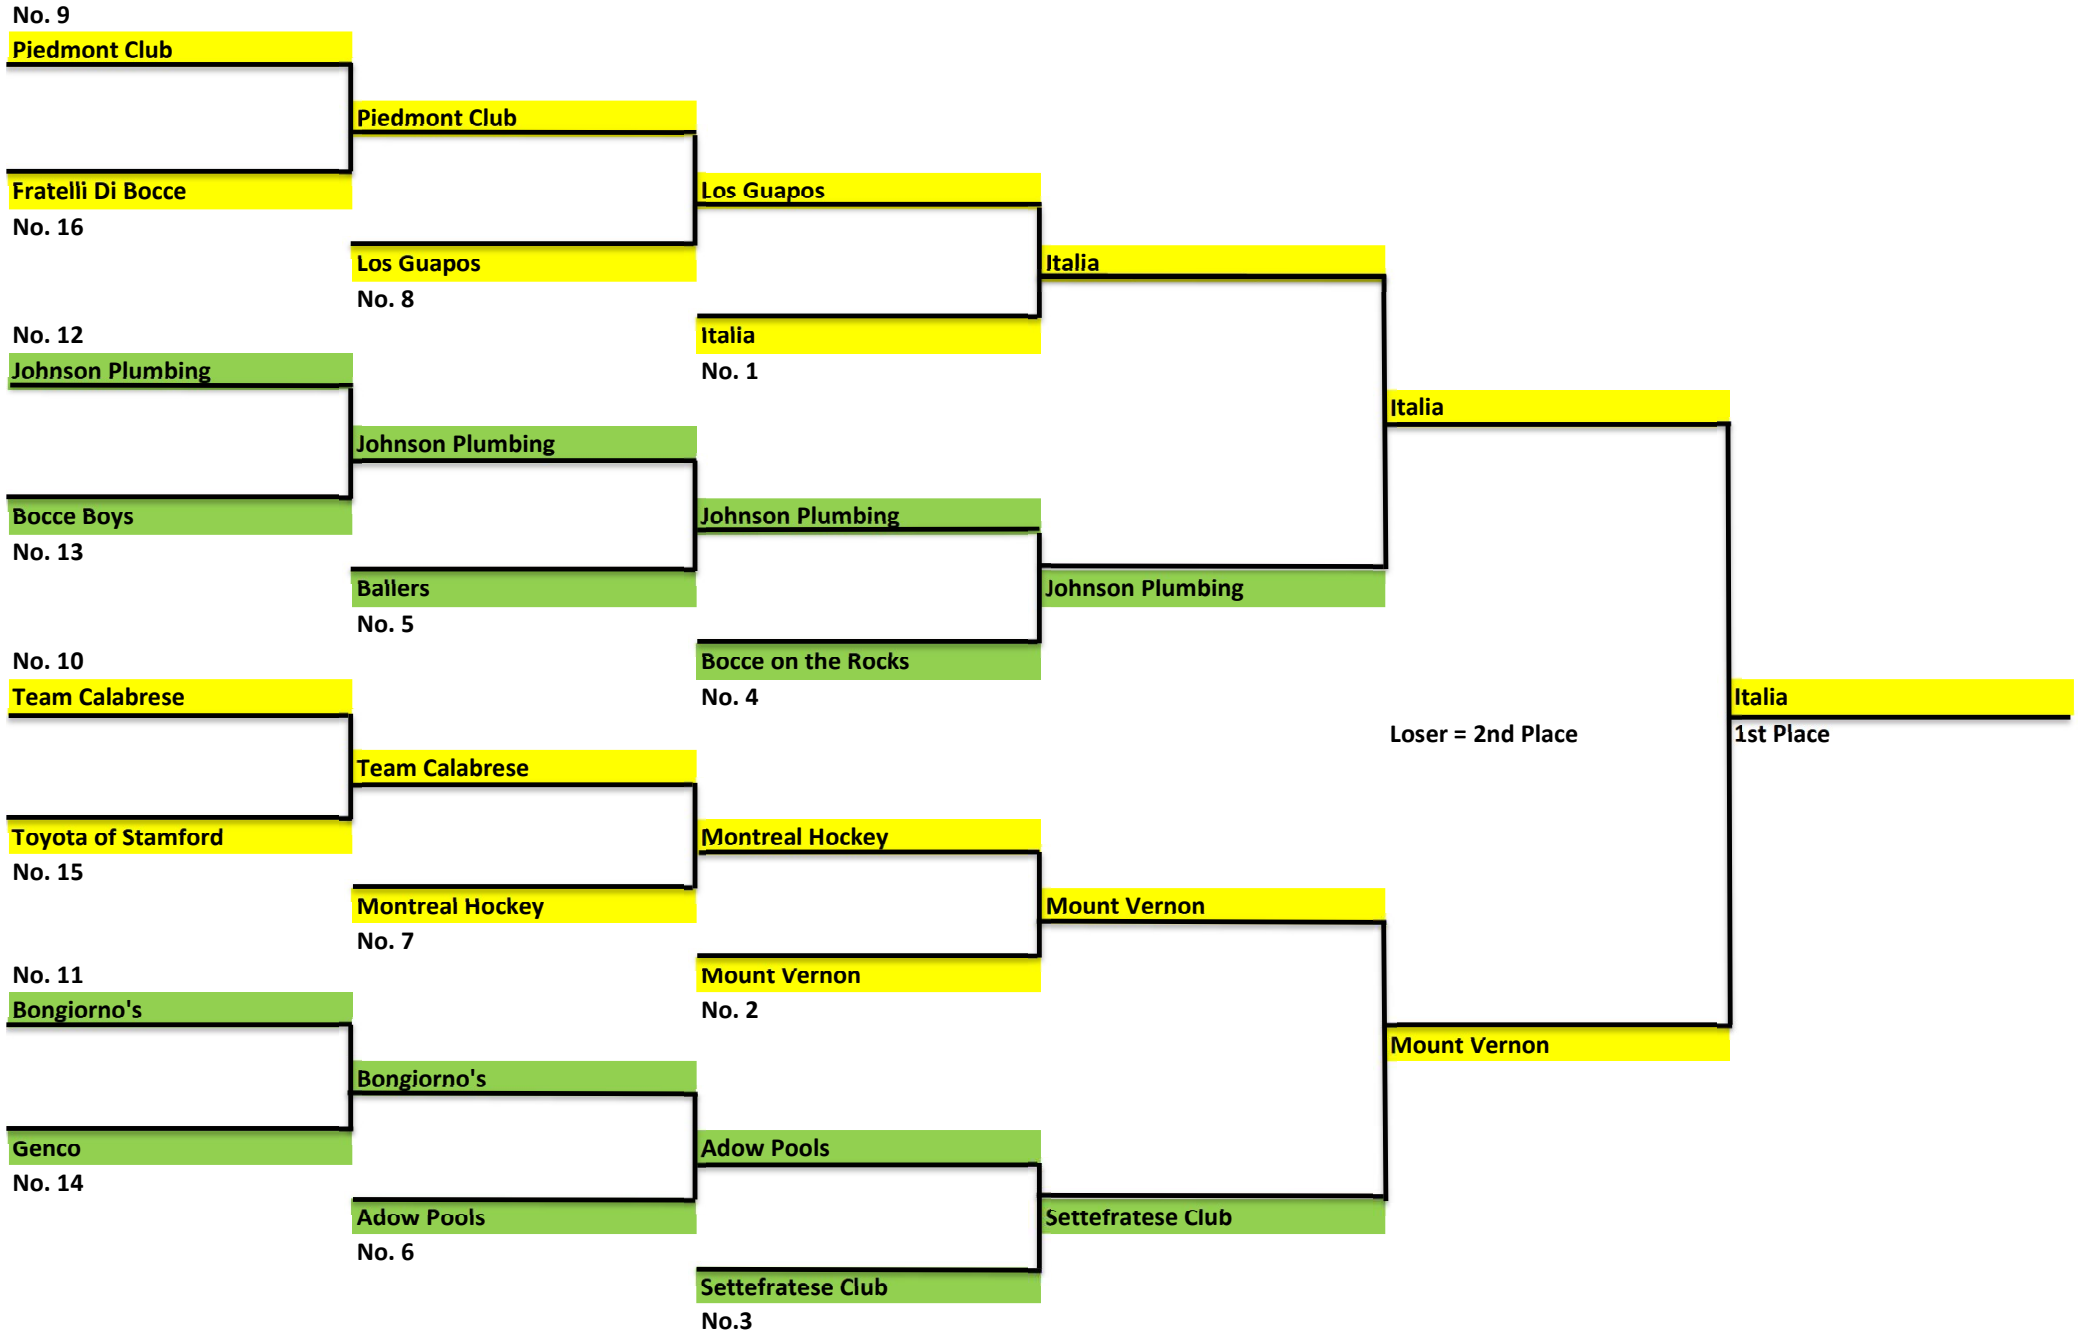 No. 9
Piedmont Club
Piedmont Club
Fratelli Di Bocce
No. 16
Los Guapos
Los Guapos
No. 8
Italia
Italia
No. 1
No. 12
Johnson Plumbing
Italia
Johnson Plumbing
Bocce Boys
No. 13
Johnson Plumbing
Ballers
No. 5
Johnson Plumbing
Bocce on the Rocks
No. 4
No. 10
Team Calabrese
Italia
1st Place
Loser = 2nd Place
Team Calabrese
Toyota of Stamford
No. 15
Montreal Hockey
Montreal Hockey
No. 7
Mount Vernon
Mount Vernon
No. 2
No. 11
Bongiorno's
Mount Vernon
Bongiorno's
Genco
No. 14
Adow Pools
Adow Pools
No. 6
Settefratese Club
Settefratese Club
No.3